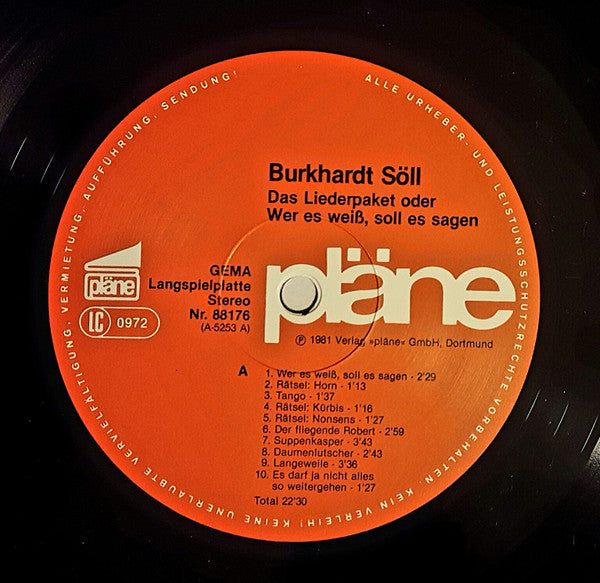 ALLE URHEBER- UND LEISTUNGSSCHUTZRECHTE VORBEHALTEN. KEIN VERLEIH! KEINE UNERLAUBTE VERVIELFÄLTIGUNG, VERMIETUNG, AUFFÜHRUNG, SENDUNG!
Burkhardt Söll
Das Liederpaket oder
Wer es weiß, soll es sagen
pläne
LC 0972
GEMA
Langspielplatte
Stereo
Nr. 88176
(A-5253 A)
pläne
℗ 1981 Verlag »pläne« GmbH, Dortmund
A
1. Wer es weiß, soll es sagen - 2'29
2. Rätsel: Horn - 1'13
3. Tango - 1'37
4. Rätsel: Kürbis - 1'16
5. Rätsel: Nonsens - 1'27
6. Der fliegende Robert - 2'59
7. Suppenkasper - 3'43
8. Daumenlutscher - 2'43
9. Langeweile - 3'36
10. Es darf ja nicht alles
so weitergehen - 1'27
Total 22'30